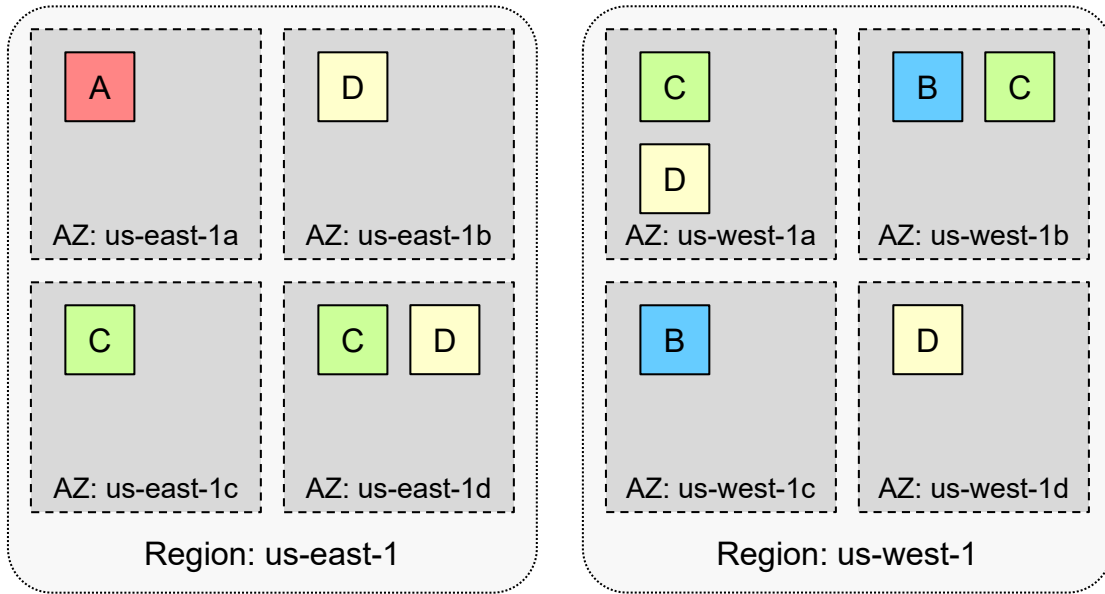 A
D
AZ: us-east-1a
AZ: us-east-1b
C
C D
AZ: us-east-1c
AZ: us-east-1d
Region: us-east-1
C
D
B C
AZ: us-west-1a
AZ: us-west-1b
B
D
AZ: us-west-1c
AZ: us-west-1d
Region: us-west-1